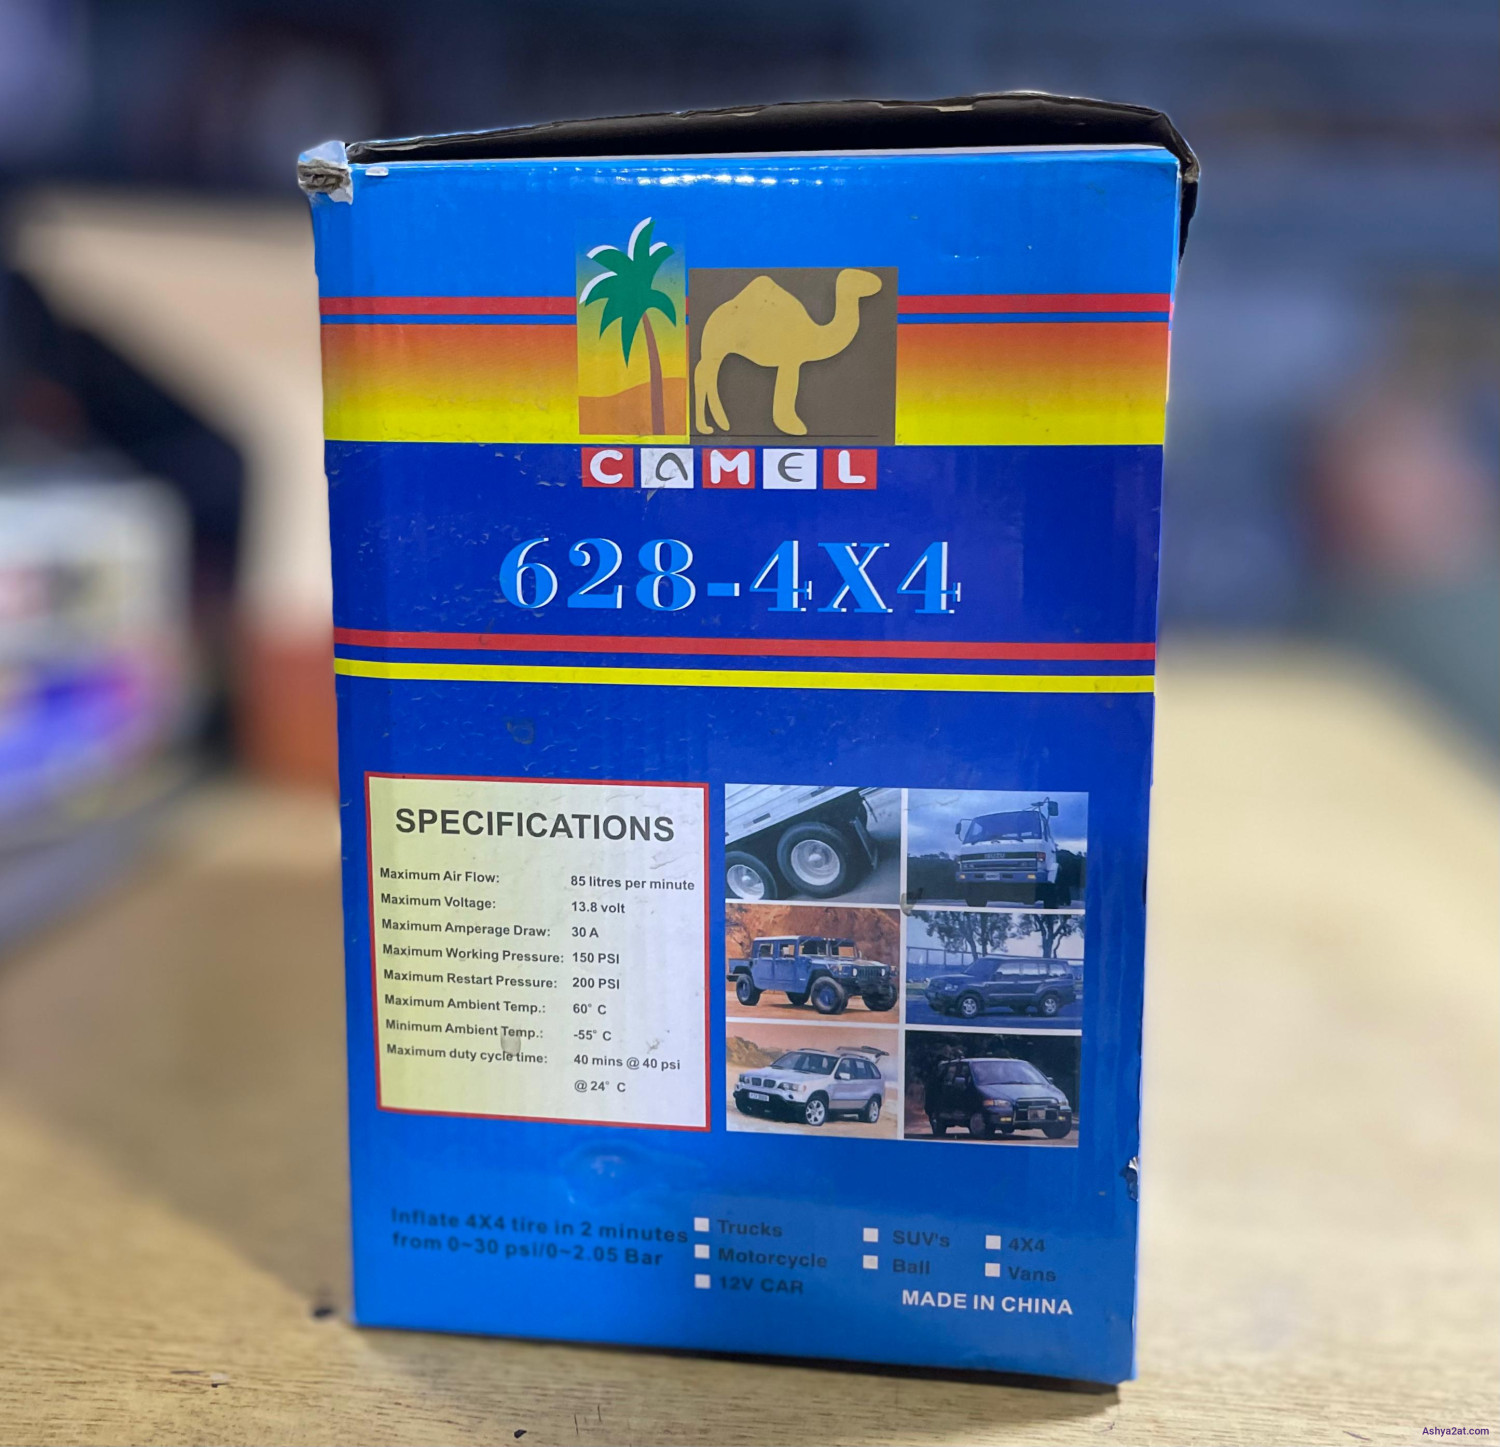 CAMEL
628-4X4
SPECIFICATIONS
Maximum Air Flow: 85 litres per minute
Maximum Voltage: 13.8 volt
Maximum Amperage Draw: 30 A
Maximum Working Pressure: 150 PSI
Maximum Restart Pressure: 200 PSI
Maximum Ambient Temp.: 60° C
Minimum Ambient Temp.: -55° C
Maximum duty cycle time: 40 mins @ 40 psi
@ 24° C
ISUZU
Inflate 4X4 tire in 2 minutes
from 0~30 psi/0~2.05 Bar
Trucks SUV's 4X4
Motorcycle Ball Vans
12V CAR
MADE IN CHINA
Ashya2at.com